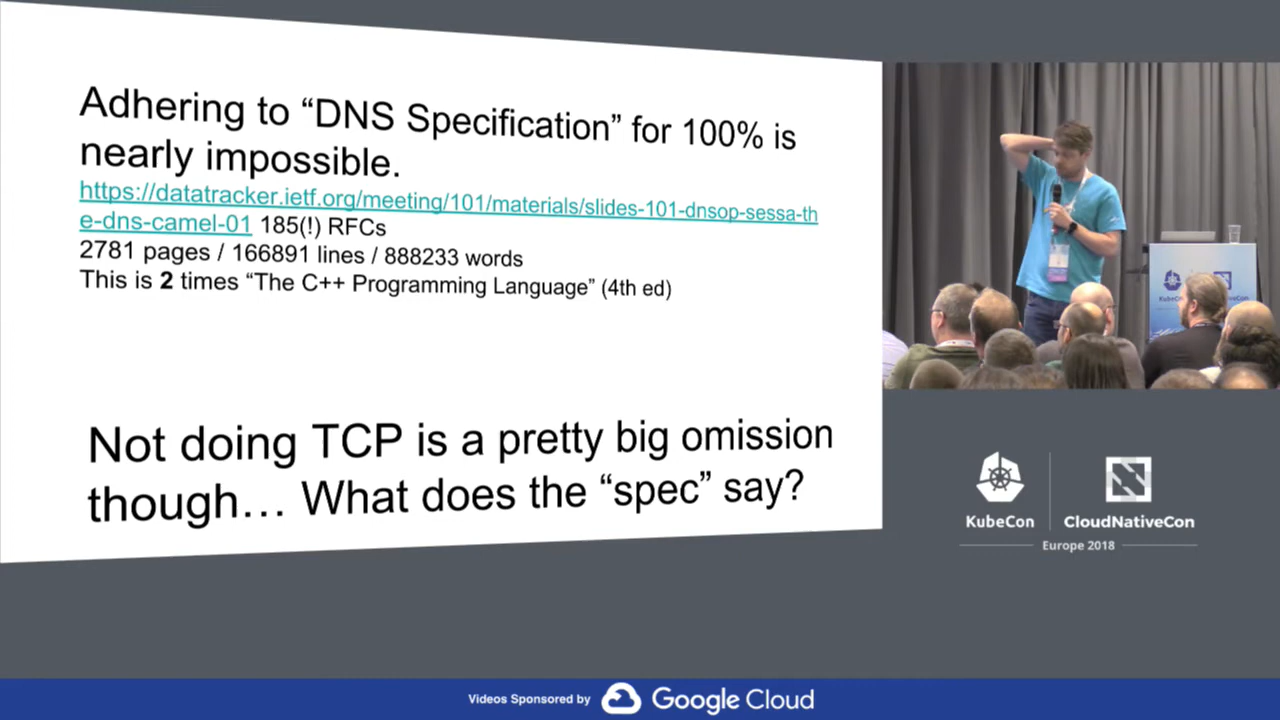 Adhering to “DNS Specification” for 100% is
nearly impossible.
https://datatracker.ietf.org/meeting/101/materials/slides-101-dnsop-sessa-th
e-dns-camel-01 185(!) RFCs
2781 pages / 166891 lines / 888233 words
This is 2 times “The C++ Programming Language” (4th ed)
Not doing TCP is a pretty big omission
though… What does the “spec” say?
KubeCon
CloudNativeCon
Europe 2018
Videos Sponsored by Google Cloud